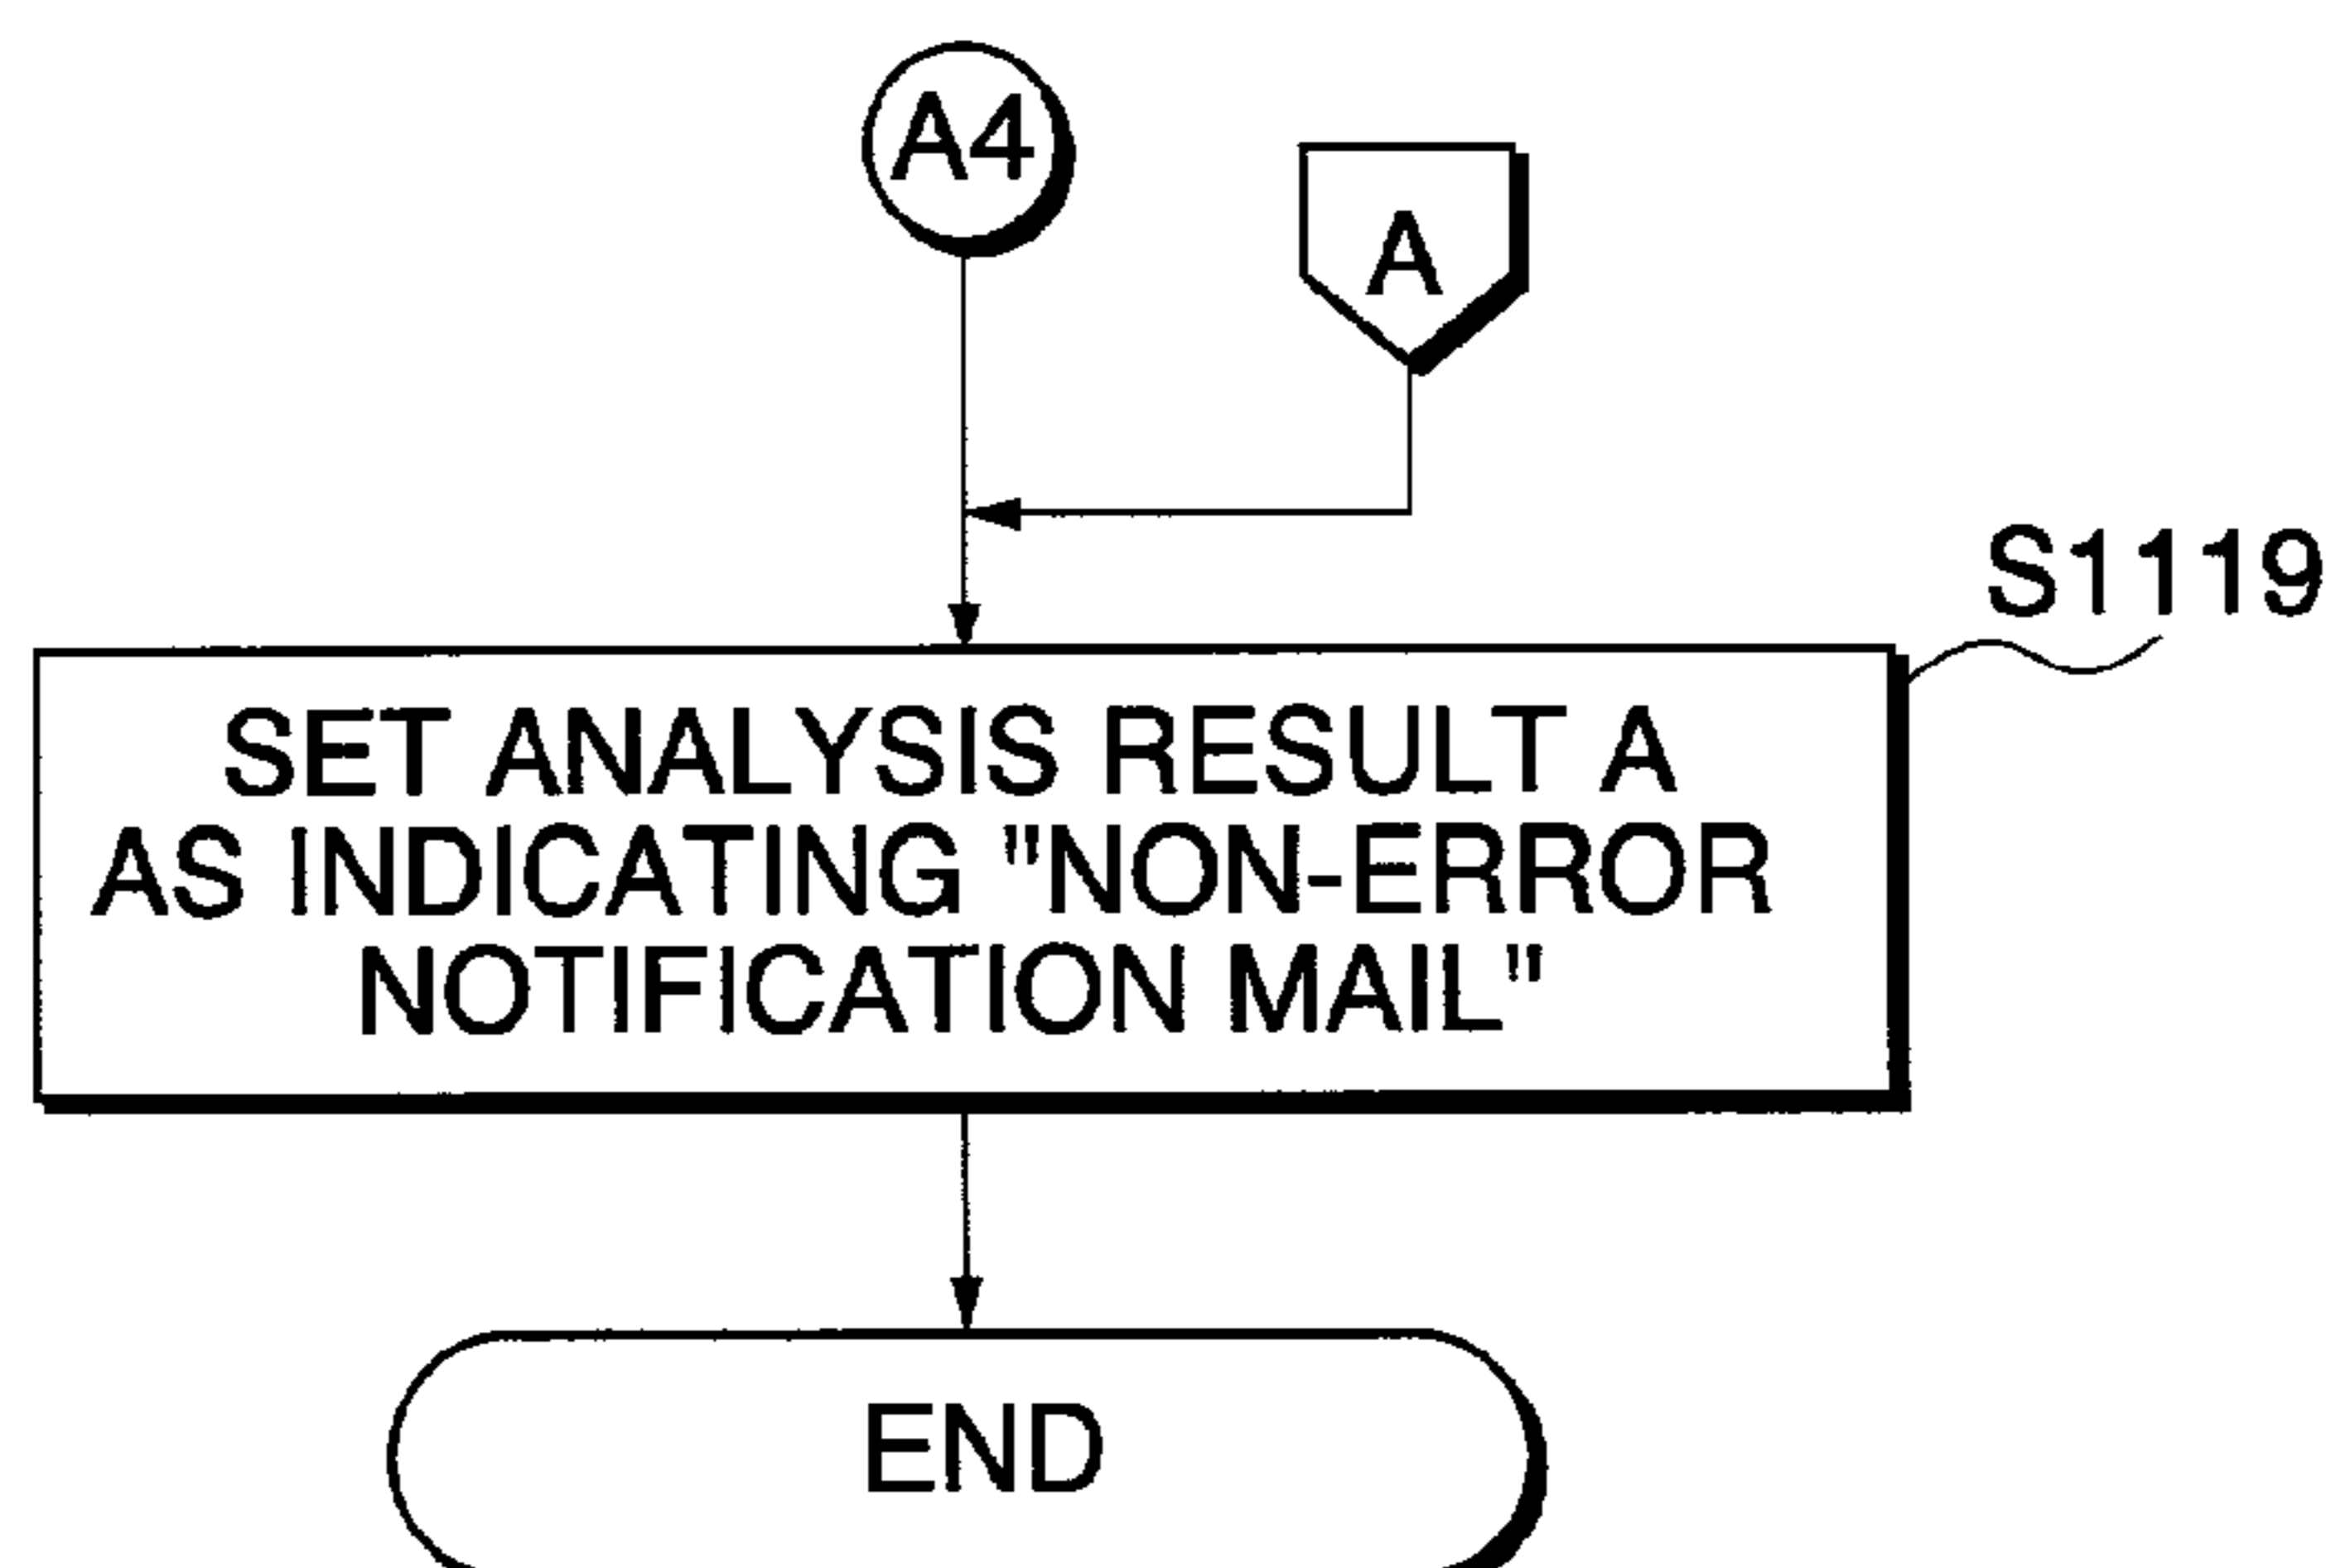 A4
A
S1119
SET ANALYSIS RESULT A
AS INDICATING "NON-ERROR
NOTIFICATION MAIL"
END